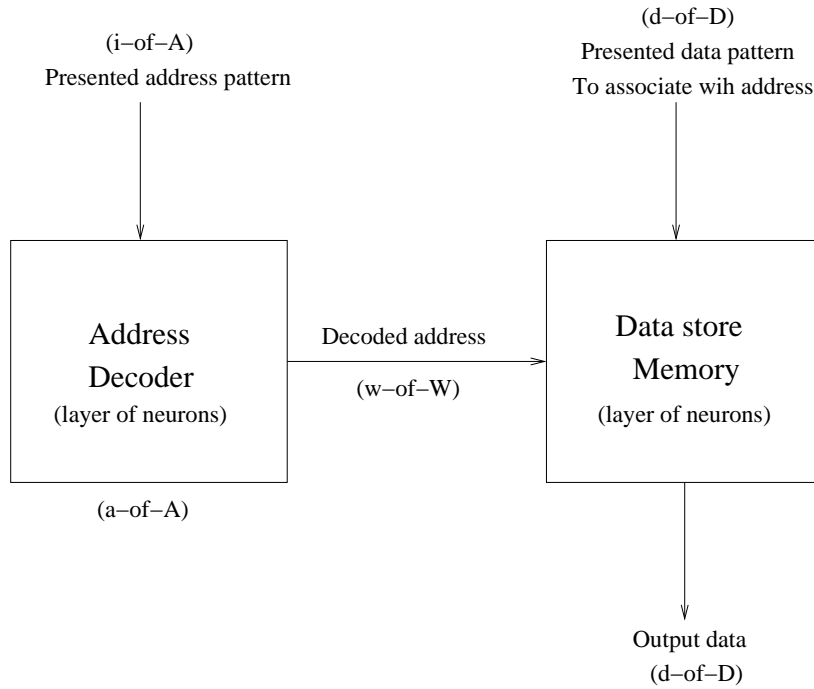 (i−of−A)
Presented address pattern
(d−of−D)
Presented data pattern
To associate wih address
Address
Decoder
(layer of neurons)
(a−of−A)
Decoded address
(w−of−W)
Data store
Memory
(layer of neurons)
Output data
(d−of−D)